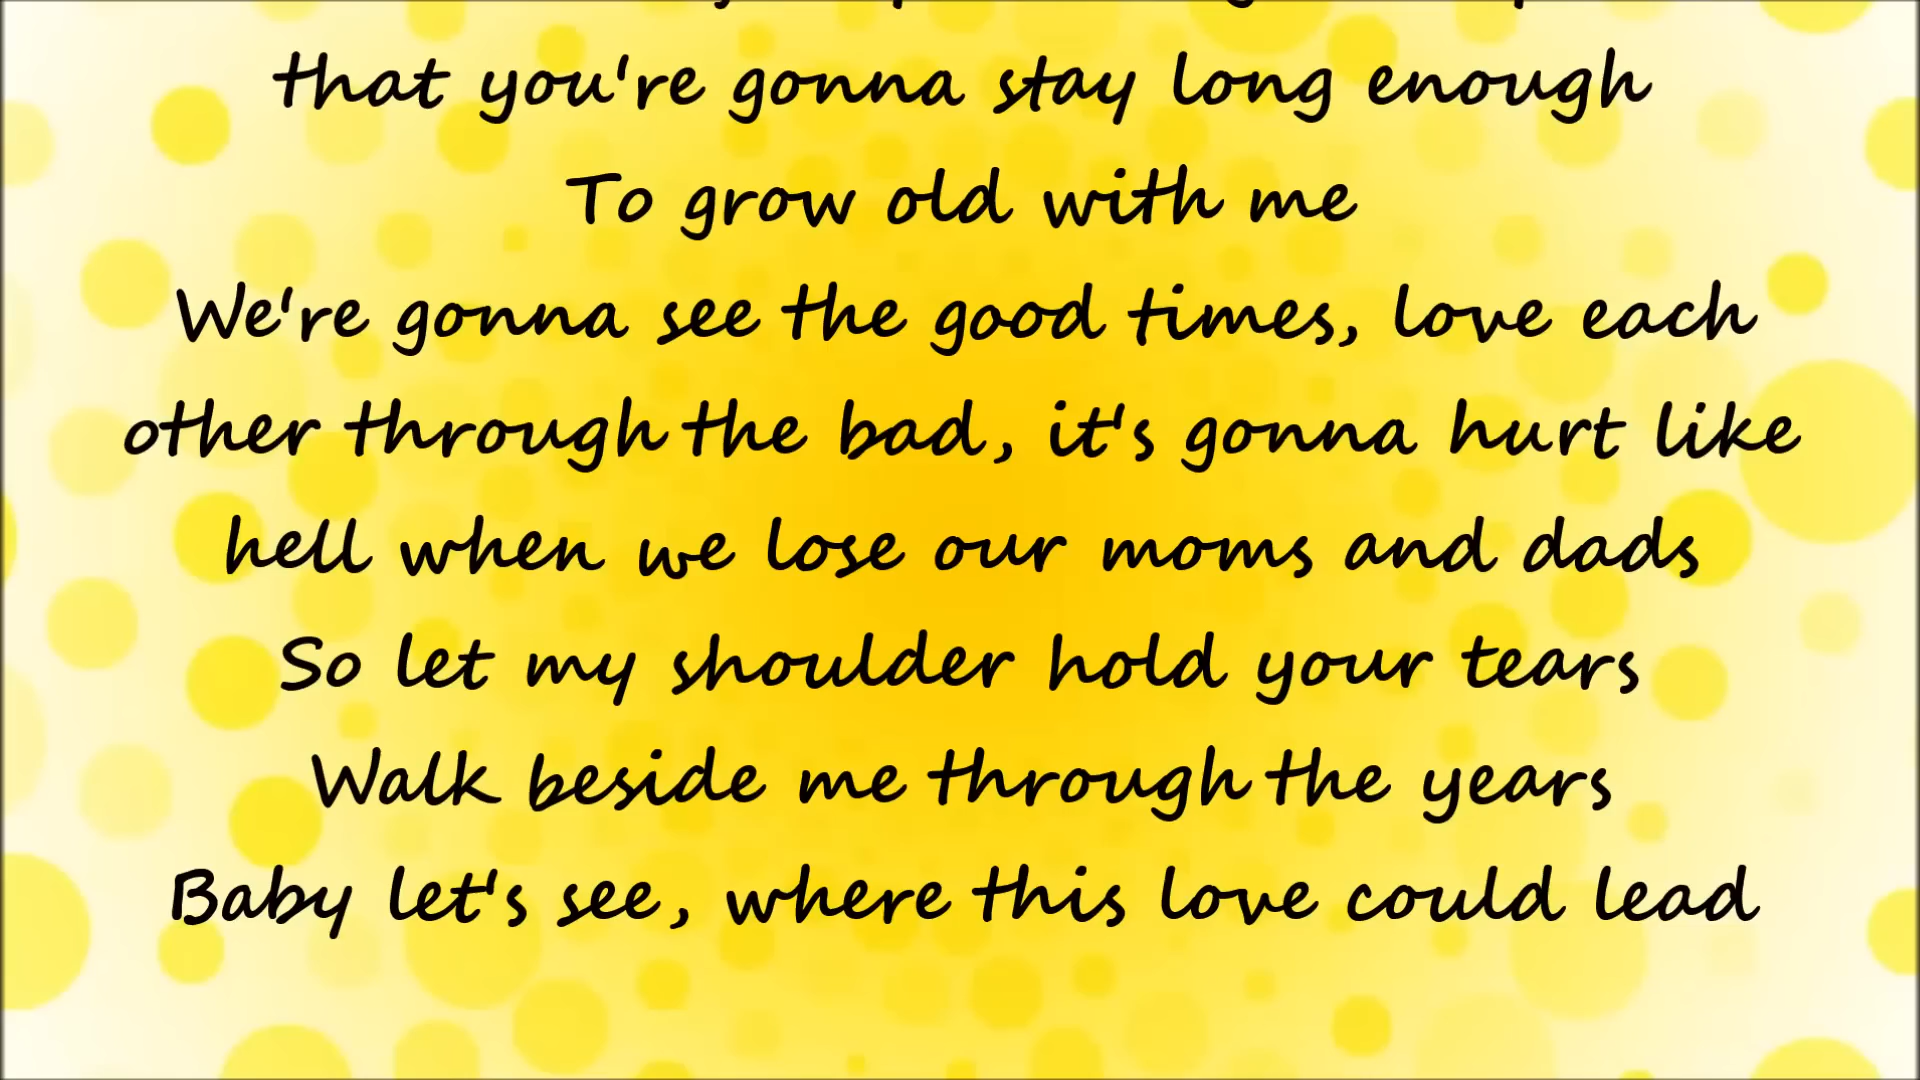 that you're gonna stay long enough
To grow old with me
We're gonna see the good times, love each
other through the bad, it's gonna hurt like
hell when we lose our moms and dads
So let my shoulder hold your tears
Walk beside me through the years
Baby let's see, where this love could lead